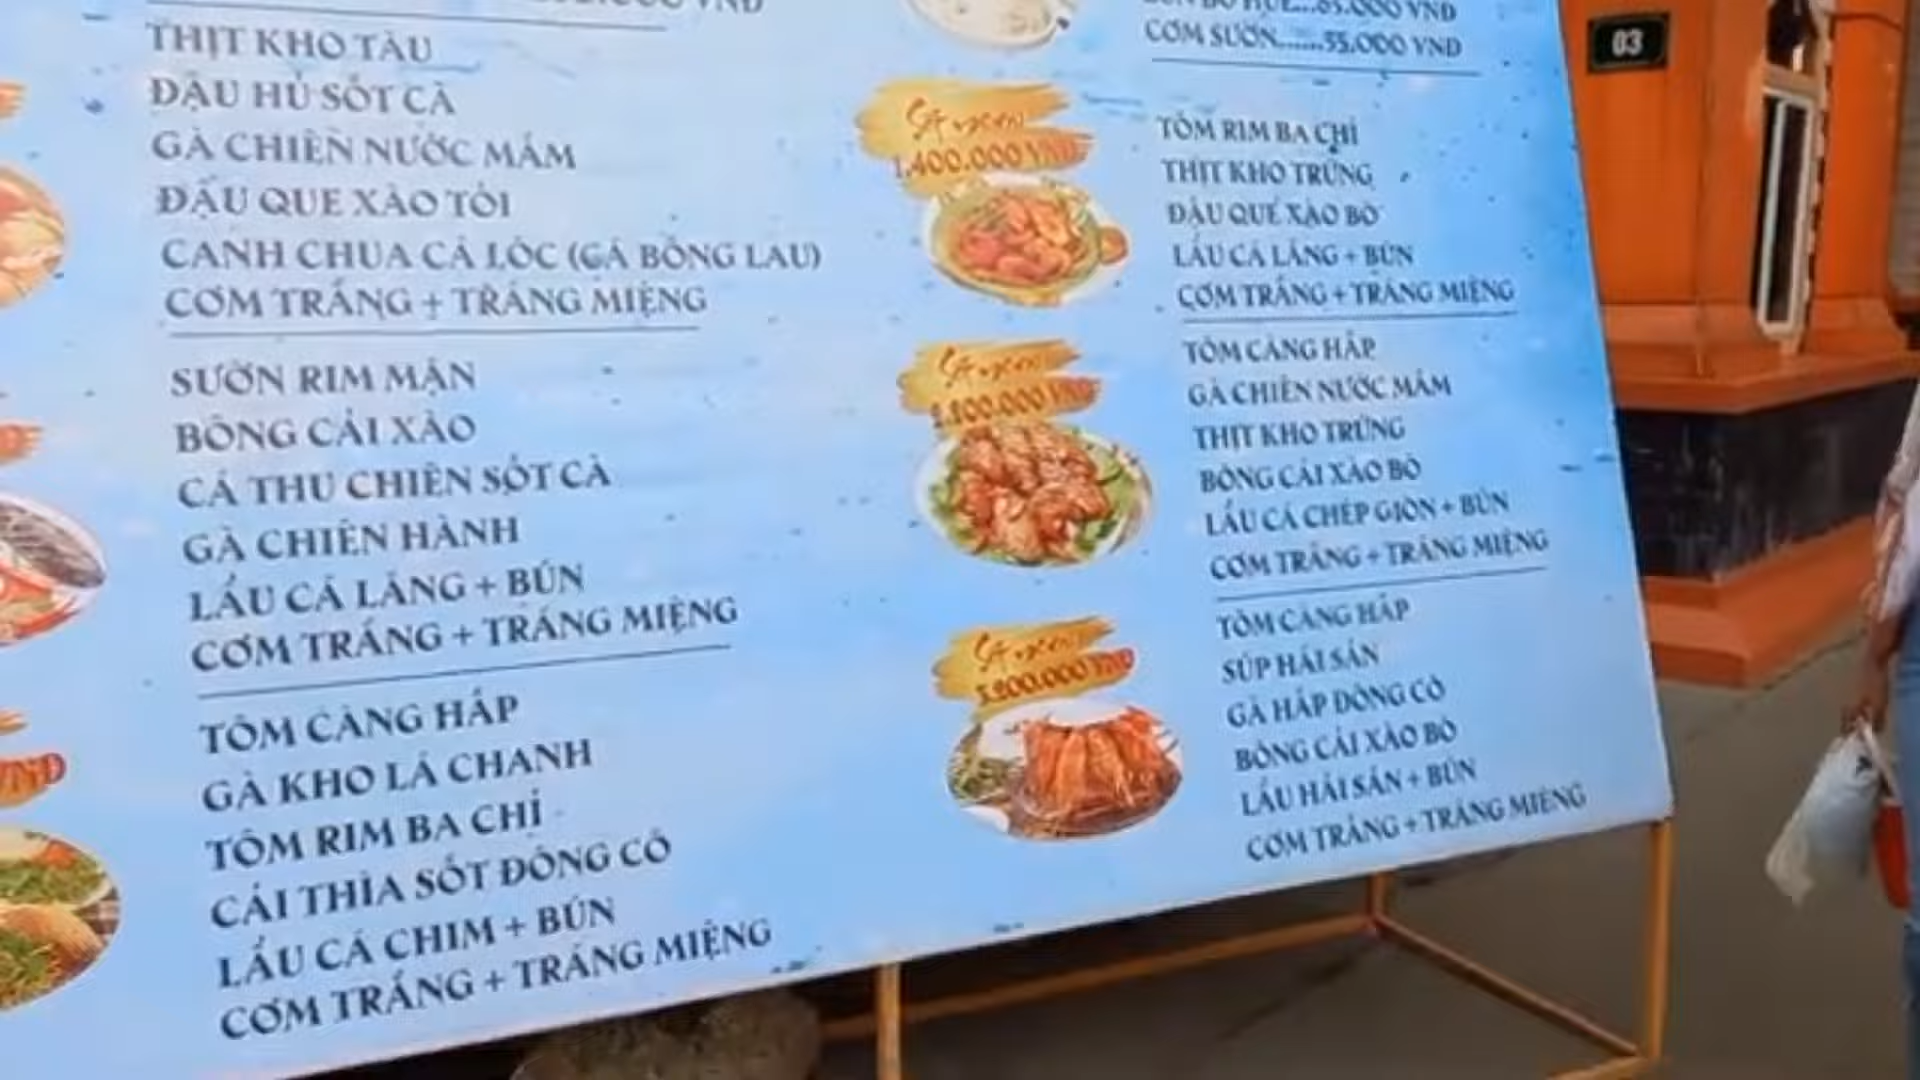 THỊT KHO TÀU
ĐẬU HỦ SỐT CÀ
GÀ CHIÊN NƯỚC MẮM
ĐẬU QUE XÀO TỎI
CANH CHUA CÁ LÓC (CÁ BÔNG LAU)
CƠM TRẮNG + TRÁNG MIỆNG
SƯỜN RIM MẶN
BÔNG CẢI XÀO
CÁ THU CHIÊN SỐT CÀ
GÀ CHIÊN HÀNH
LẨU CÁ LĂNG + BÚN
CƠM TRẮNG + TRÁNG MIỆNG
TÔM CÀNG HẤP
GÀ KHO LÁ CHANH
TÔM RIM BA CHỈ
CẢI THÌA SỐT ĐÔNG CÔ
LẨU CÁ CHIM + BÚN
CƠM TRẮNG + TRÁNG MIỆNG
VNĐ
CƠM SƯỜN......55.000 VNĐ
1.400.000 VNĐ
TÔM RIM BA CHỈ
THỊT KHO TRỨNG
ĐẬU QUE XÀO BÒ
LẨU CÁ LĂNG + BÚN
CƠM TRẮNG + TRÁNG MIỆNG
TÔM CÀNG HẤP
GÀ CHIÊN NƯỚC MẮM
THỊT KHO TRỨNG
BÔNG CẢI XÀO BÒ
LẨU CÁ CHÉP GIÒN + BÚN
CƠM TRẮNG + TRÁNG MIỆNG
TÔM CÀNG HẤP
SÚP HẢI SẢN
GÀ HẤP ĐÔNG CÔ
BÔNG CẢI XÀO BÒ
LẨU HẢI SẢN + BÚN
CƠM TRẮNG + TRÁNG MIỆNG
03